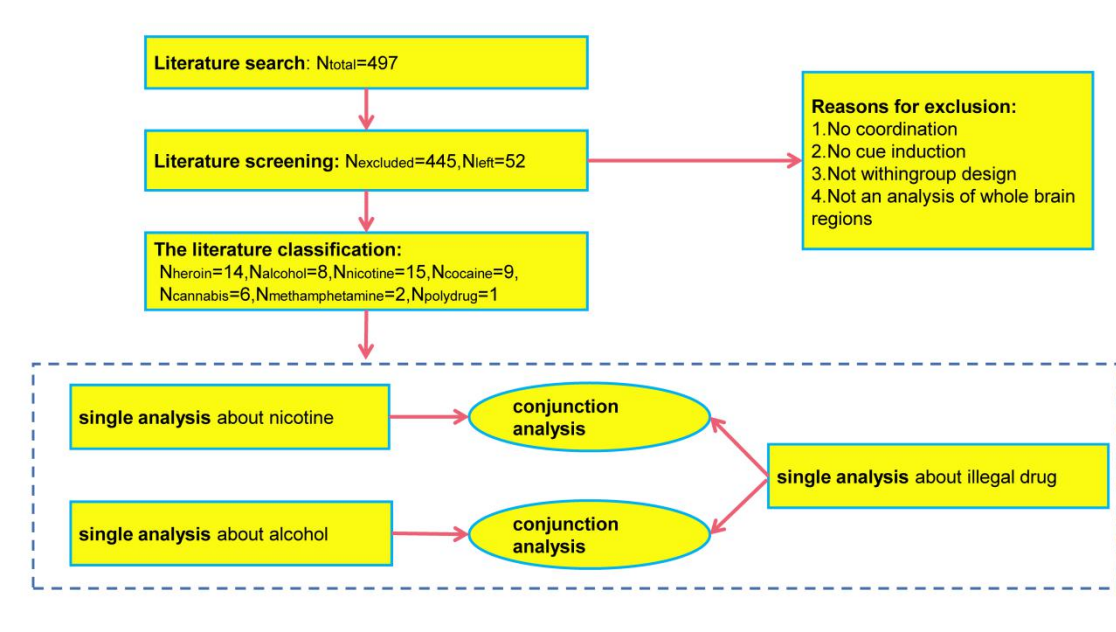 Literature search: Ntotal=497
Literature screening: Nexcluded=445,Nleft=52
Reasons for exclusion:
1.No coordination
2.No cue induction
3.Not withingroup design
4.Not an analysis of whole brain
regions
The literature classification:
Nheroin=14,Nalcohol=8,Nnicotine=15,Ncocaine=9,
Ncannabis=6,Nmethamphetamine=2,Npolydrug=1
single analysis about nicotine
conjunction
analysis
single analysis about illegal drug
single analysis about alcohol
conjunction
analysis